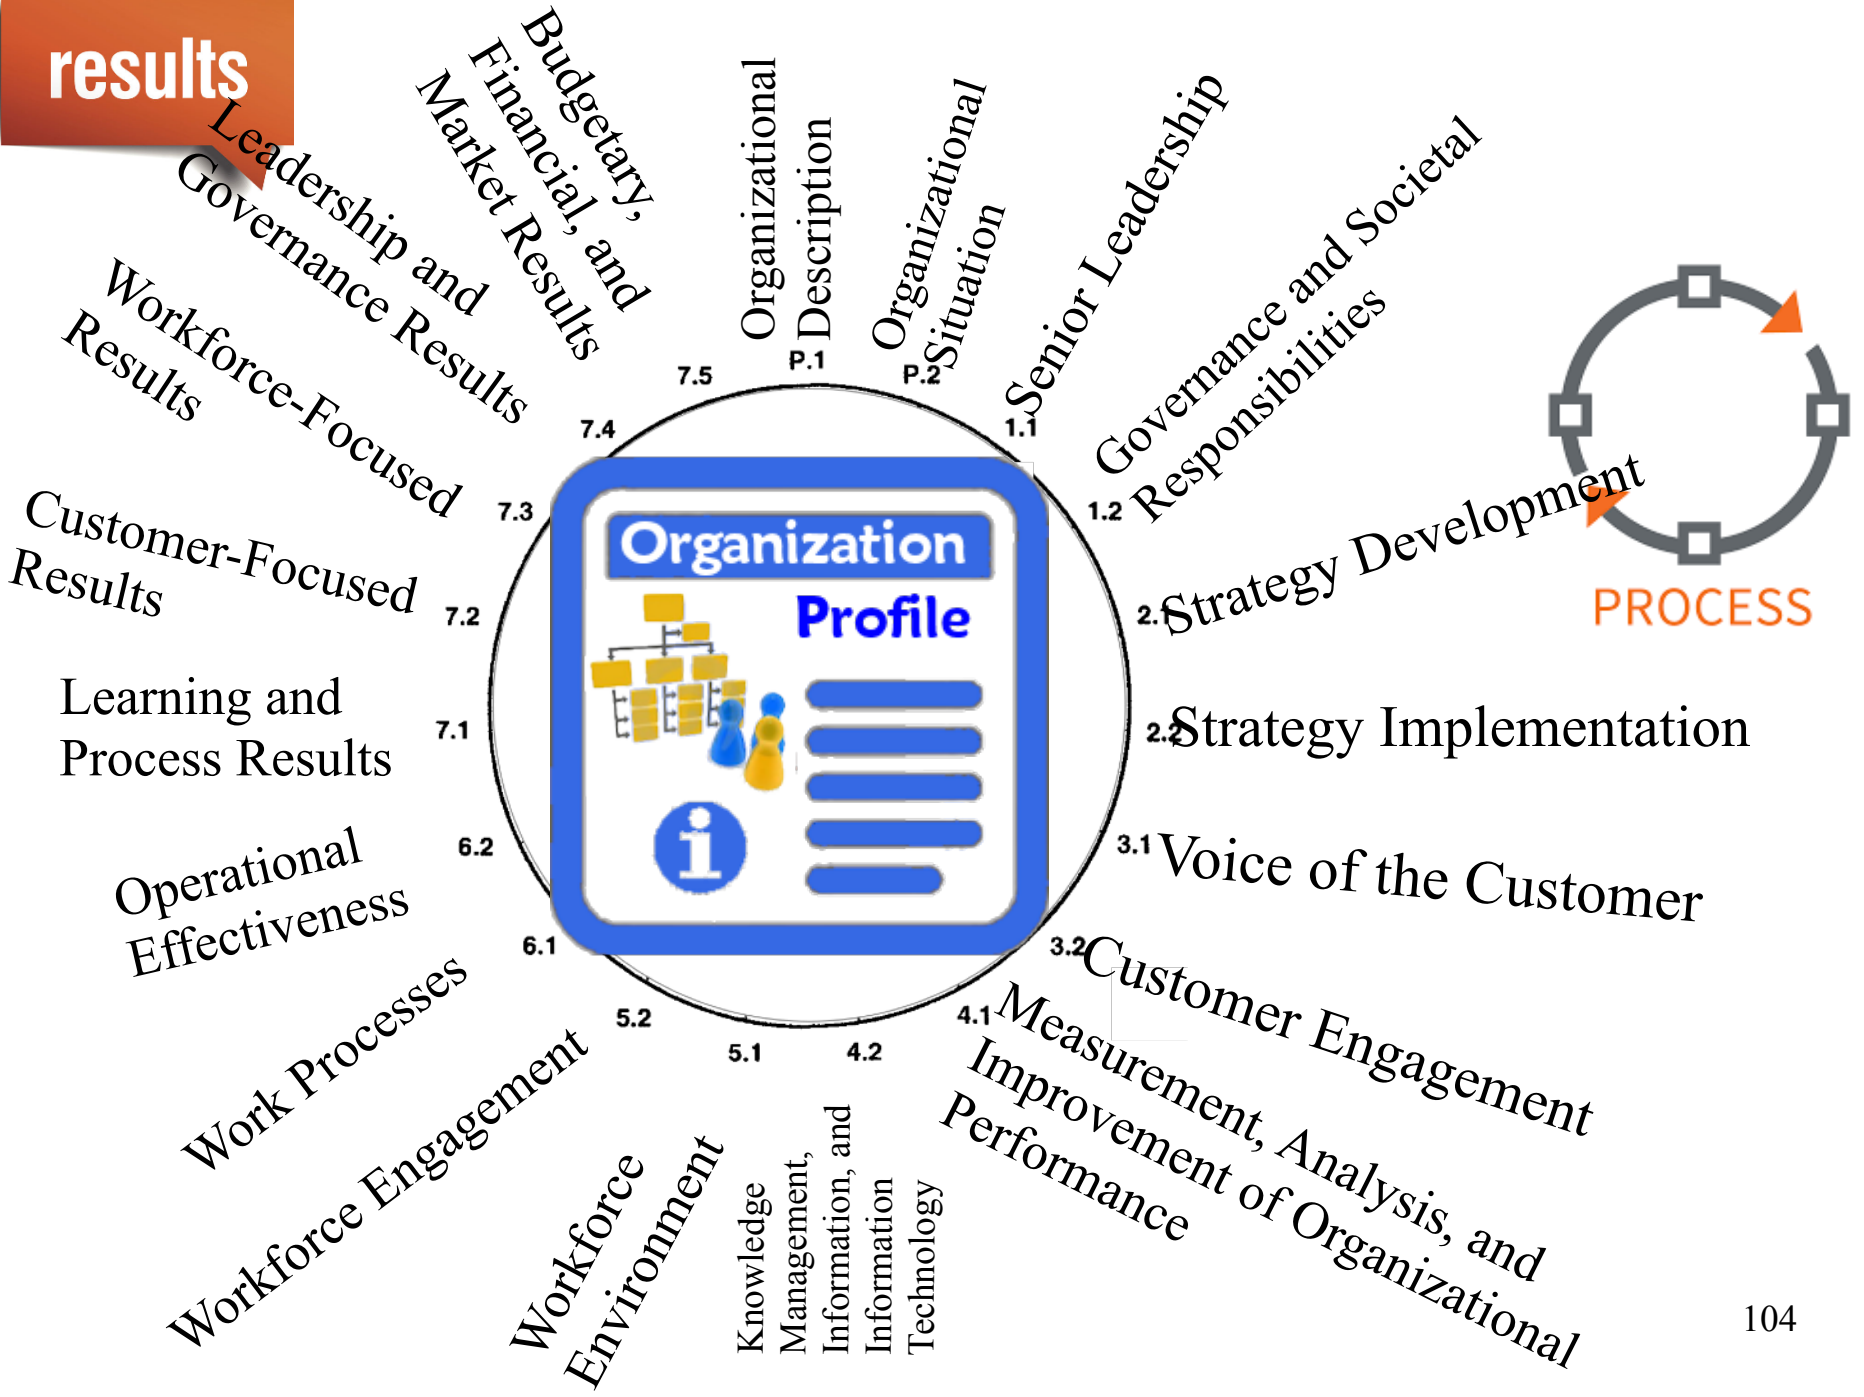 results
Budgetary,
Financial, and
Market Results
7.5
Organizational
Description
P.1
Organizational
Situation
P.2
Senior Leadership
1.1
Governance and Societal
Responsibilities
1.2
Strategy Development
2.1
PROCESS
Strategy Implementation
2.2
Voice of the Customer
3.1
Customer Engagement
3.2
Measurement, Analysis, and
Improvement of Organizational
Performance
4.1
Knowledge
Management,
Information, and
Information
Technology
4.2
Workforce
Environment
5.1
Workforce Engagement
5.2
Work Processes
6.1
Operational
Effectiveness
6.2
Learning and
Process Results
7.1
Customer-Focused
Results
7.2
Workforce-Focused
Results
7.3
Leadership and
Governance Results
7.4
Organization
Profile
i
104